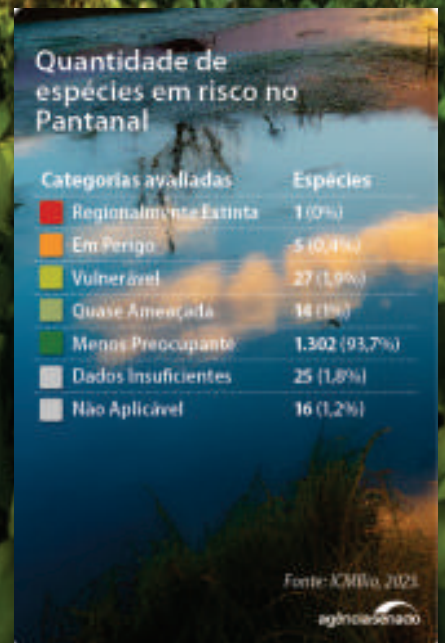 Quantidade de
espécies em risco no
Pantanal
Categorias avaliadas Espécies
Regionalmente Extinta 1 (0%)
Em Perigo 5 (0,4%)
Vulnerável 27 (1,9%)
Quase Ameaçada 14 (1%)
Menos Preocupante 1.302 (93,7%)
Dados Insuficientes 25 (1,8%)
Não Aplicável 16 (1,2%)
Fonte: ICMBio, 2023.
agênciasenado